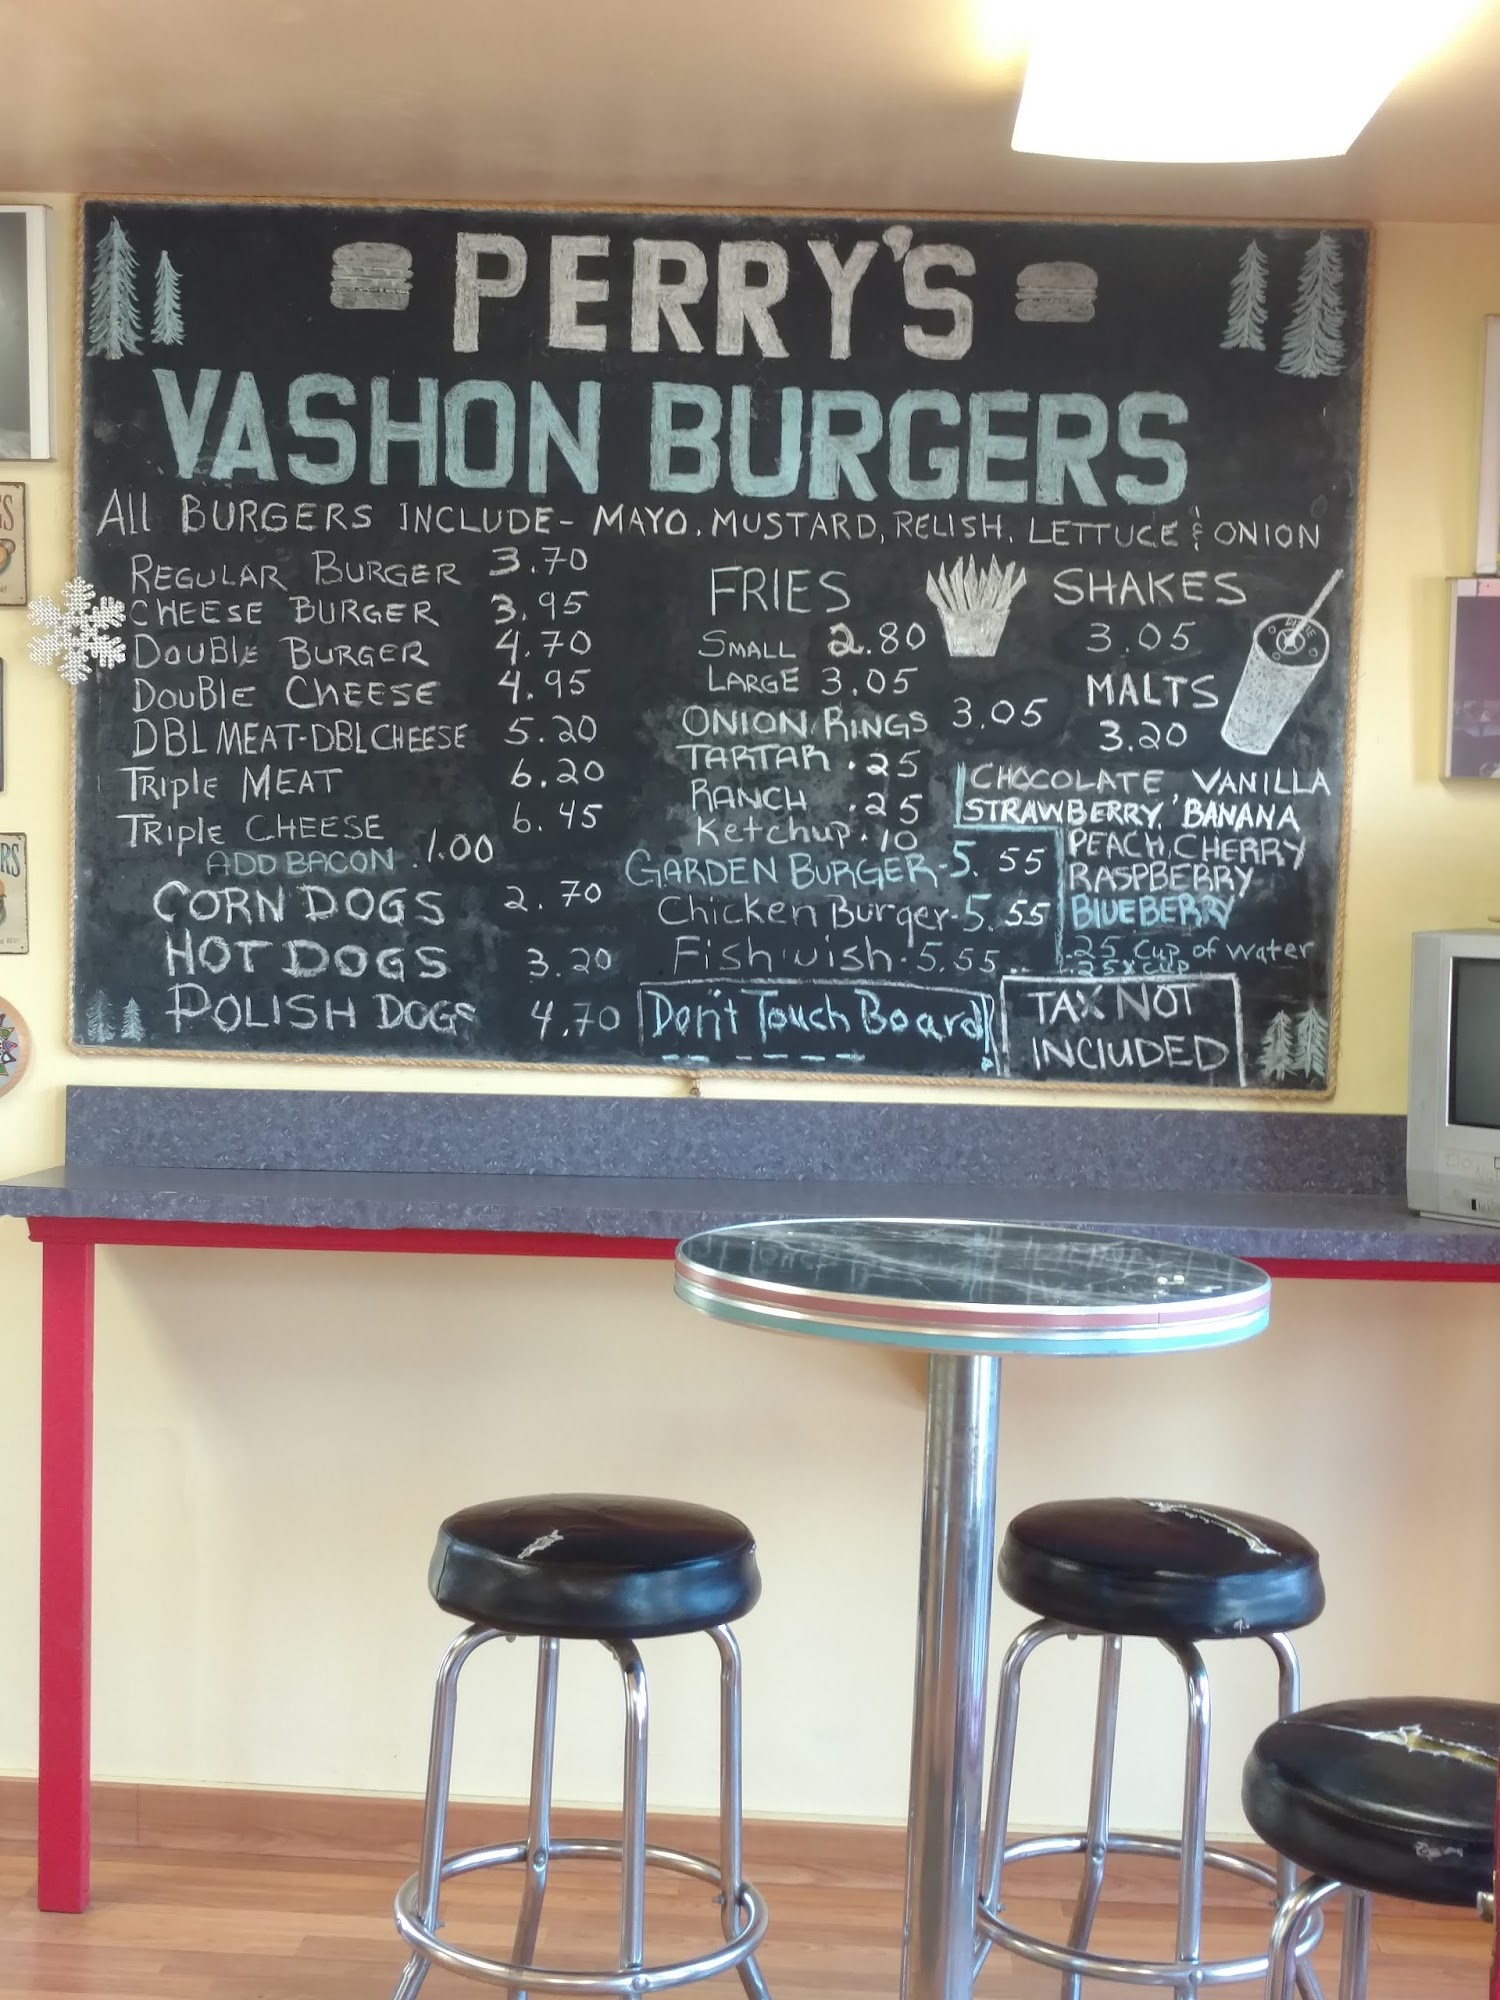 PERRY'S
VASHON BURGERS
All BURGERS INCLUDE- MAYO, MUSTARD, RELISH, LETTUCE & ONION
REGULAR BURGER 3.70
CHEESE BURGER 3.95
DOUBLE BURGER 4.70
DOUBLE CHEESE 4.95
DBL MEAT-DBL CHEESE 5.20
TRIPLE MEAT 6.20
TRIPLE CHEESE 6.45
ADD BACON 1.00
CORN DOGS 2.70
HOT DOGS 3.20
POLISH DOGS 4.70
FRIES
SMALL 2.80
LARGE 3.05
ONION RINGS 3.05
TARTAR .25
RANCH .25
Ketchup .10
GARDEN BURGER-5.55
Chicken Burger-5.55
Fishwish-5.55
Don't Touch Board!
SHAKES
3.05
MALTS
3.20
CHOCOLATE VANILLA
STRAWBERRY, BANANA
PEACH, CHERRY
RASPBERRY
BLUEBERRY
.25 Cup of water
.25 x cup
TAX NOT
INCLUDED